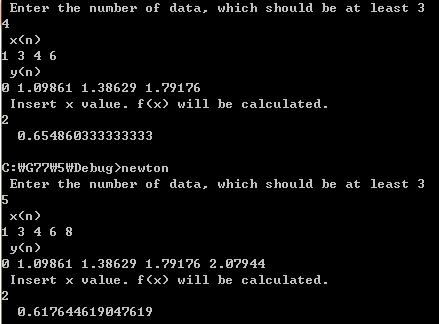 Enter the number of data, which should be at least 3
4
x(n)
1 3 4 6
y(n)
0 1.09861 1.38629 1.79176
Insert x value. f(x) will be calculated.
2
0.654860333333333
C:₩G77₩5₩Debug>newton
Enter the number of data, which should be at least 3
5
x(n)
1 3 4 6 8
y(n)
0 1.09861 1.38629 1.79176 2.07944
Insert x value. f(x) will be calculated.
2
0.617644619047619